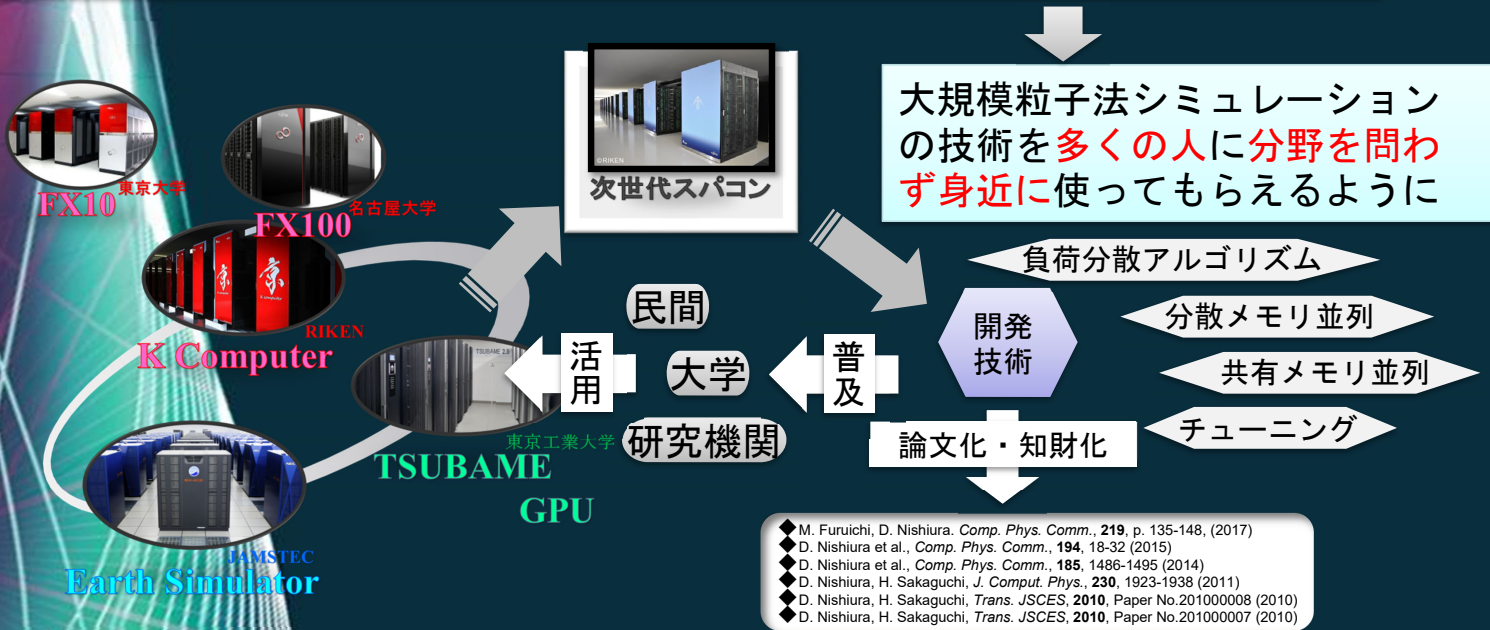 大規模粒子法シミュレーション
の技術を多くの人に分野を問わ
ず身近に使ってもらえるように
©RIKEN
次世代スパコン
東京大学
FX10
名古屋大学
FX100
京
京
K Computer
RIKEN
K Computer
TSUBAME 2.5
東京工業大学
TSUBAME
GPU
JAMSTEC
Earth Simulator
民間
大学
研究機関
活用
普及
開発
技術
負荷分散アルゴリズム
分散メモリ並列
共有メモリ並列
チューニング
論文化・知財化
◆M. Furuichi, D. Nishiura. Comp. Phys. Comm., 219, p. 135-148, (2017)
◆D. Nishiura et al., Comp. Phys. Comm., 194, 18-32 (2015)
◆D. Nishiura et al., Comp. Phys. Comm., 185, 1486-1495 (2014)
◆D. Nishiura, H. Sakaguchi, J. Comput. Phys., 230, 1923-1938 (2011)
◆D. Nishiura, H. Sakaguchi, Trans. JSCES, 2010, Paper No.201000008 (2010)
◆D. Nishiura, H. Sakaguchi, Trans. JSCES, 2010, Paper No.201000007 (2010)